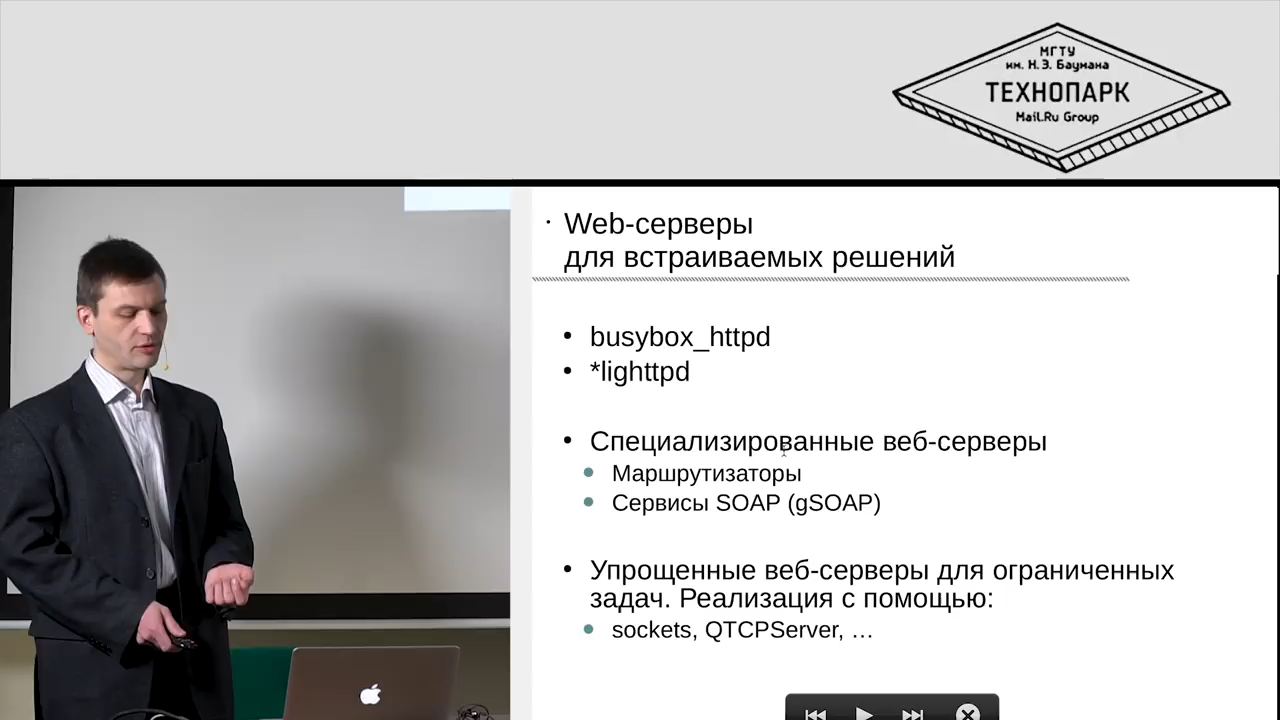 МГТУ
им. Н.Э. Баумана
ТЕХНОПАРК
Mail.Ru Group
Web-серверы
для встраиваемых решений
busybox_httpd
*lighttpd
Специализированные веб-серверы
Маршрутизаторы
Сервисы SOAP (gSOAP)
Упрощенные веб-серверы для ограниченных
задач. Реализация с помощью:
sockets, QTCPServer, …